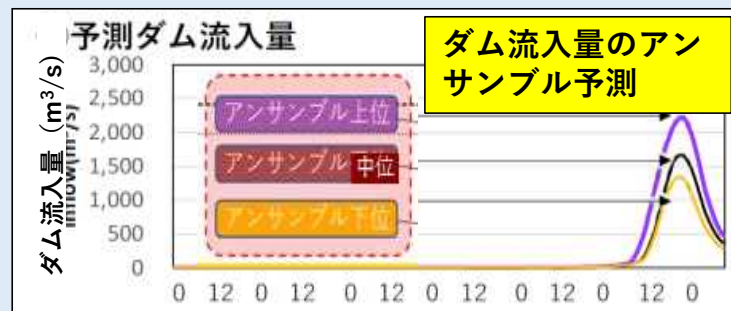 予測ダム流入量
ダム流入量のアン
サンブル予測
ダム流入量（m³/s）
3,000
2,500
2,000
1,500
1,000
500
0
アンサンブル上位
アンサンブル
中位
アンサンブル下位
0 12 0 12 0 12 0 12 0 12 0 12 0